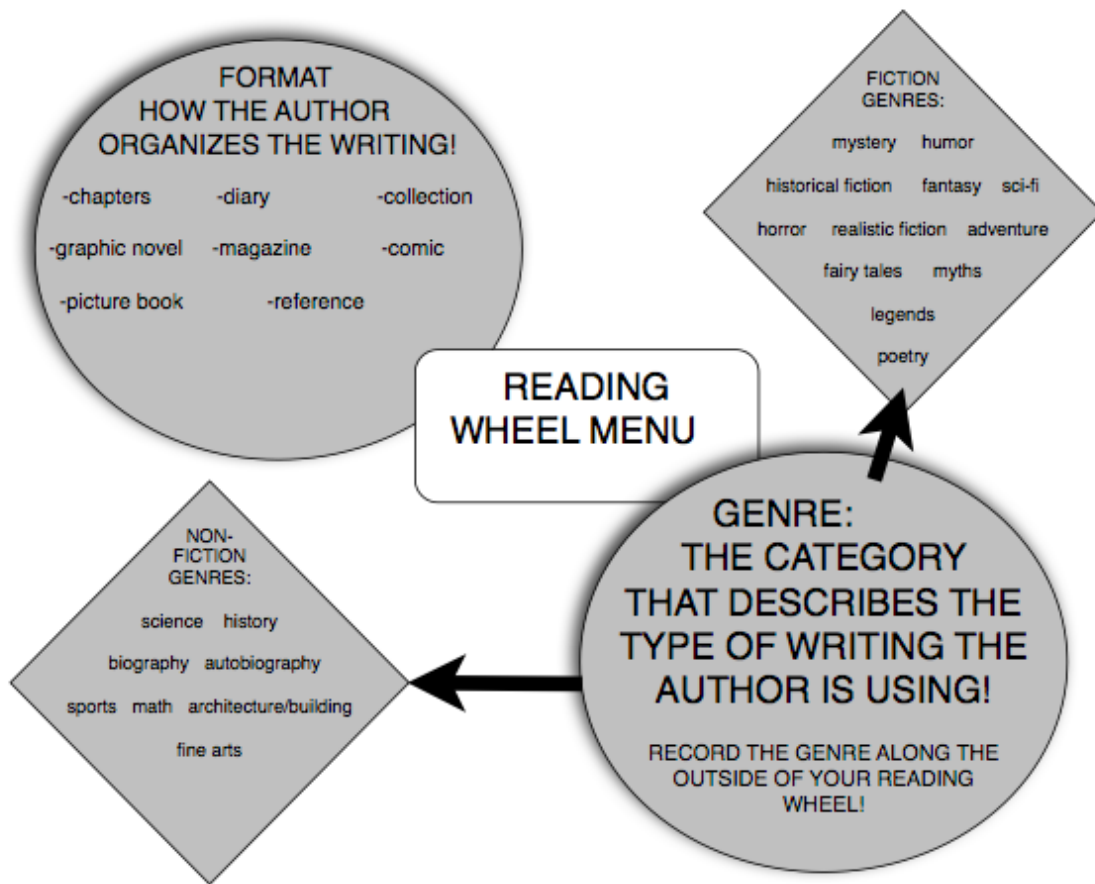 FORMAT
HOW THE AUTHOR
ORGANIZES THE WRITING!
-chapters -diary -collection
-graphic novel -magazine -comic
-picture book -reference
FICTION
GENRES:
mystery humor
historical fiction fantasy sci-fi
horror realistic fiction adventure
fairy tales myths
legends
poetry
READING
WHEEL MENU
NON-
FICTION
GENRES:
science history
biography autobiography
sports math architecture/building
fine arts
GENRE:
THE CATEGORY
THAT DESCRIBES THE
TYPE OF WRITING THE
AUTHOR IS USING!
RECORD THE GENRE ALONG THE
OUTSIDE OF YOUR READING
WHEEL!